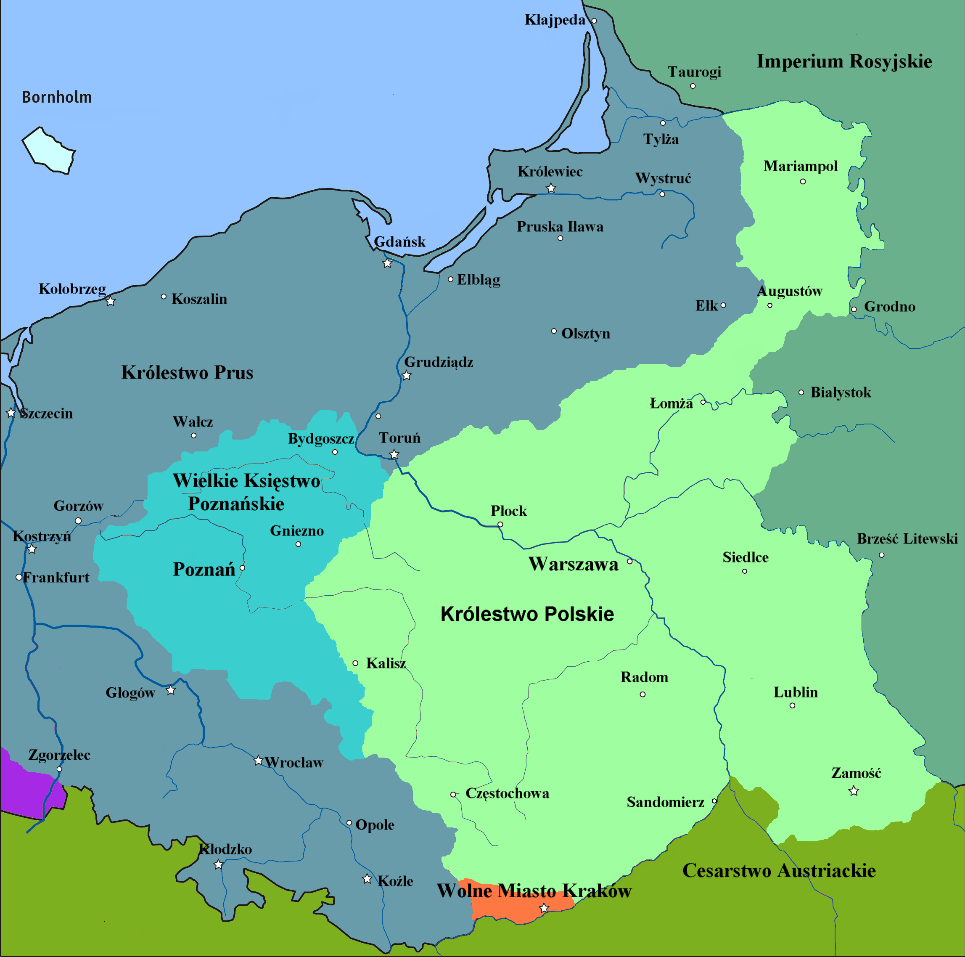 Kłajpeda
Imperium Rosyjskie
Taurogi
Bornholm
Tylża
Mariampol
Królewiec
Wystruć
Pruska Iława
Gdańsk
Elbląg
Kołobrzeg
Koszalin
Ełk
Augustów
Grodno
Olsztyn
Królestwo Prus
Grudziądz
Białystok
Łomża
Szczecin
Wałcz
Bydgoszcz
Toruń
Wielkie Księstwo
Poznańskie
Gorzów
Płock
Gniezno
Kostrzyń
Brześć Litewski
Siedlce
Warszawa
Poznań
Frankfurt
Królestwo Polskie
Kalisz
Radom
Głogów
Lublin
Zgorzelec
Wrocław
Zamość
Częstochowa
Sandomierz
Opole
Kłodzko
Cesarstwo Austriackie
Koźle
Wolne Miasto Kraków